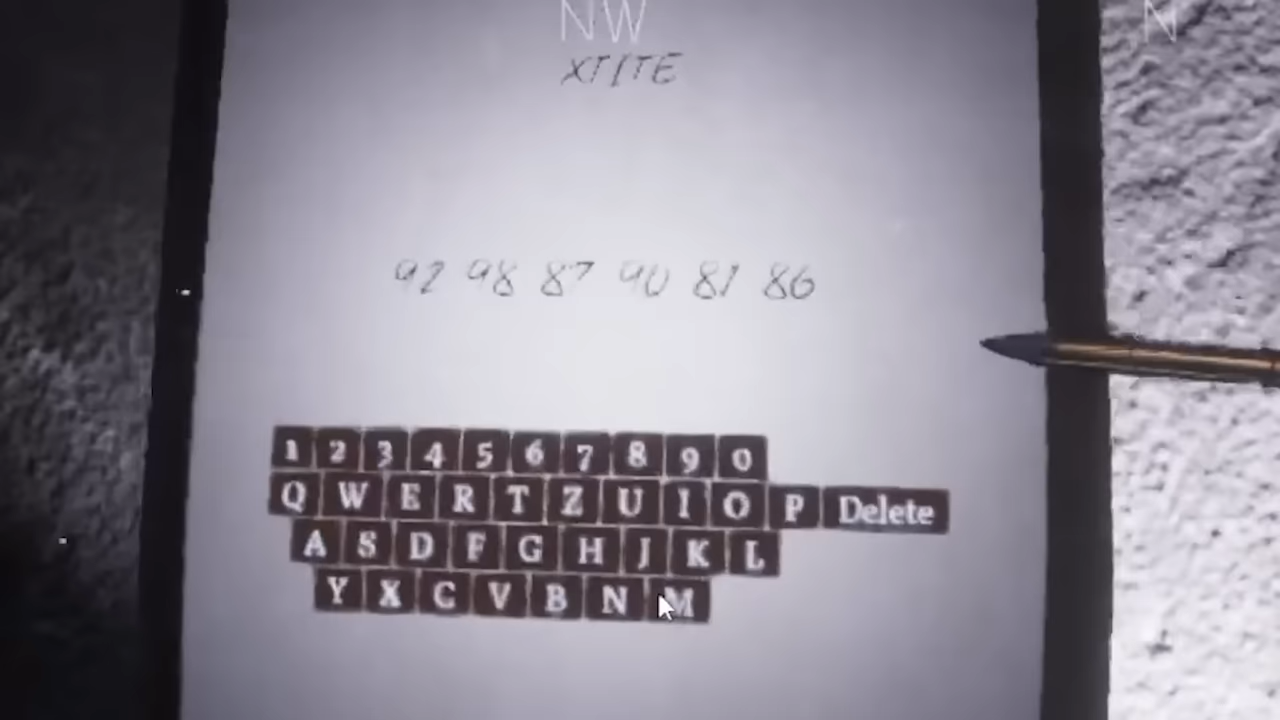 NW N
XTITE
92 98 87 90 81 86
1 2 3 4 5 6 7 8 9 0
Q W E R T Z U I O P Delete
A S D F G H J K L
Y X C V B N M